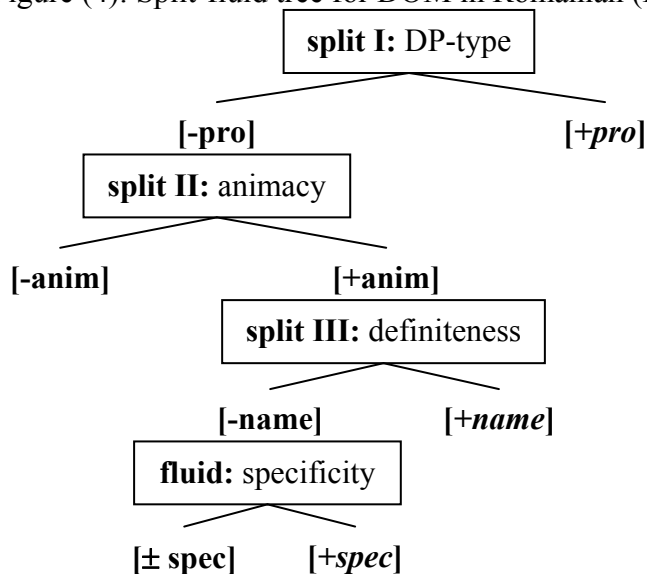 Figure (4): Split-fluid tree for DOM in Romanian
split I: DP-type
[-pro] [+pro]
split II: animacy
[-anim] [+anim]
split III: definiteness
[-name] [+name]
fluid: specificity
[± spec] [+spec]